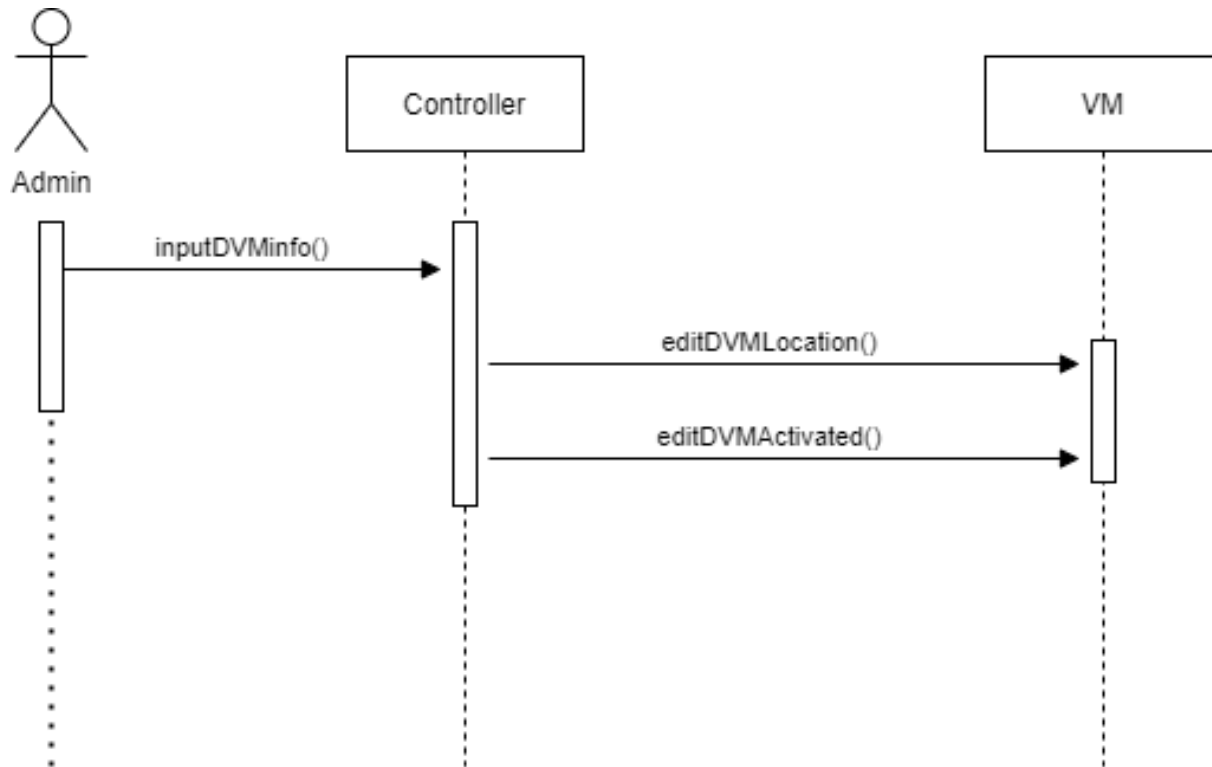 Controller
VM
Admin
inputDVMinfo()
editDVMLocation()
editDVMActivated()